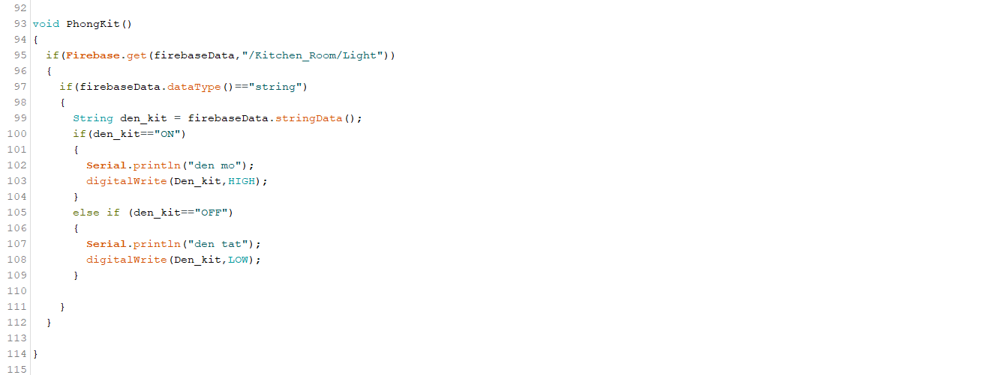 92
93 void PhongKit()
94 {
95   if(Firebase.get(firebaseData,"/Kitchen_Room/Light"))
96   {
97     if(firebaseData.dataType()=="string")
98     {
99       String den_kit = firebaseData.stringData();
100       if(den_kit=="ON")
101       {
102         Serial.println("den mo");
103         digitalWrite(Den_kit,HIGH);
104       }
105       else if (den_kit=="OFF")
106       {
107         Serial.println("den tat");
108         digitalWrite(Den_kit,LOW);
109       }
110
111     }
112   }
113
114 }
115